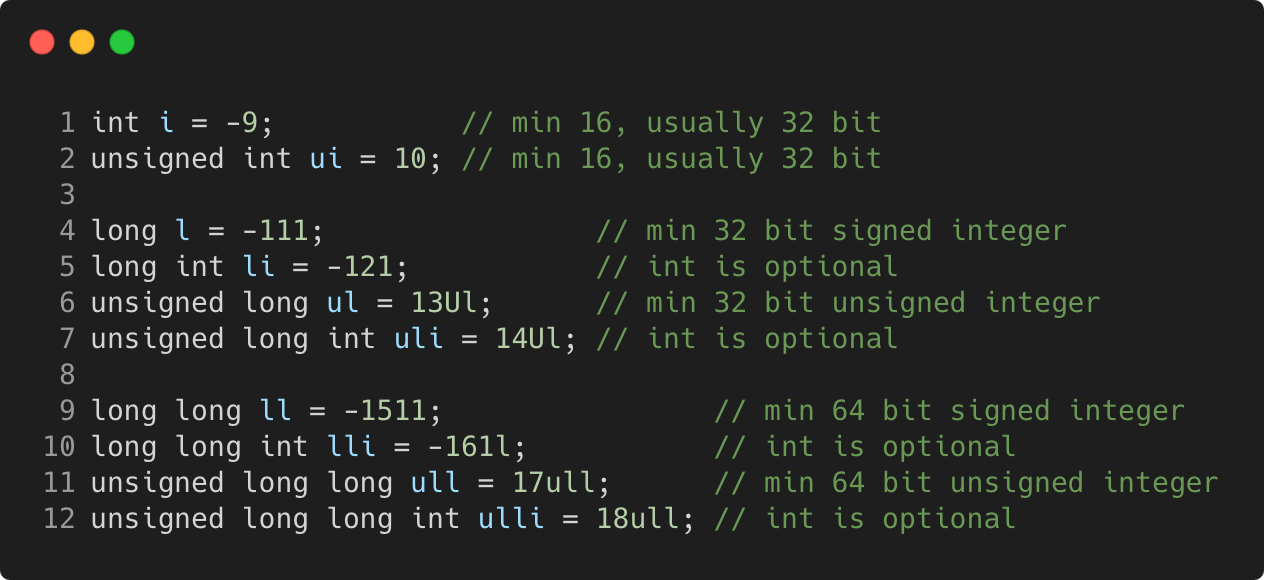 1 int i = -9;           // min 16, usually 32 bit
2 unsigned int ui = 10; // min 16, usually 32 bit
3
4 long l = -111;                // min 32 bit signed integer
5 long int li = -121;           // int is optional
6 unsigned long ul = 13Ul;      // min 32 bit unsigned integer
7 unsigned long int uli = 14Ul; // int is optional
8
9 long long ll = -1511;                // min 64 bit signed integer
10 long long int lli = -161l;           // int is optional
11 unsigned long long ull = 17ull;      // min 64 bit unsigned integer
12 unsigned long long int ulli = 18ull; // int is optional